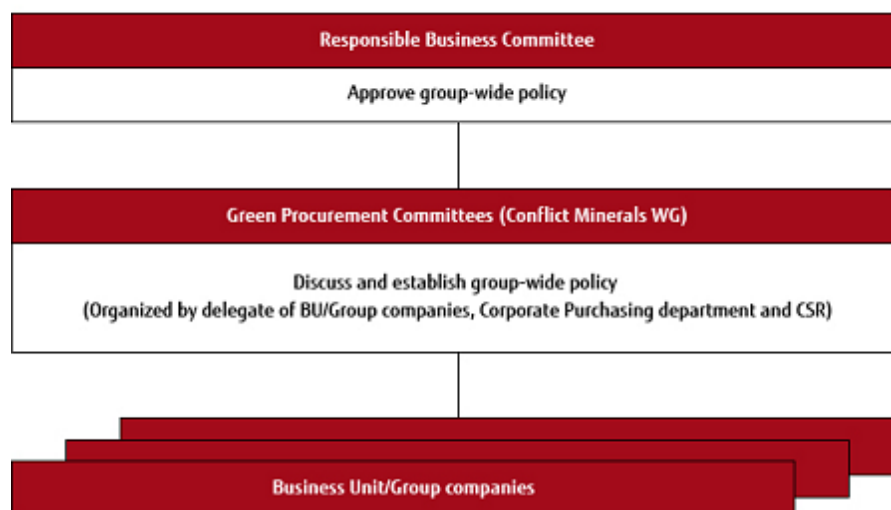 Responsible Business Committee
Approve group-wide policy
Green Procurement Committees (Conflict Minerals WG)
Discuss and establish group-wide policy
(Organized by delegate of BU/Group companies, Corporate Purchasing department and CSR)
Business Unit/Group companies